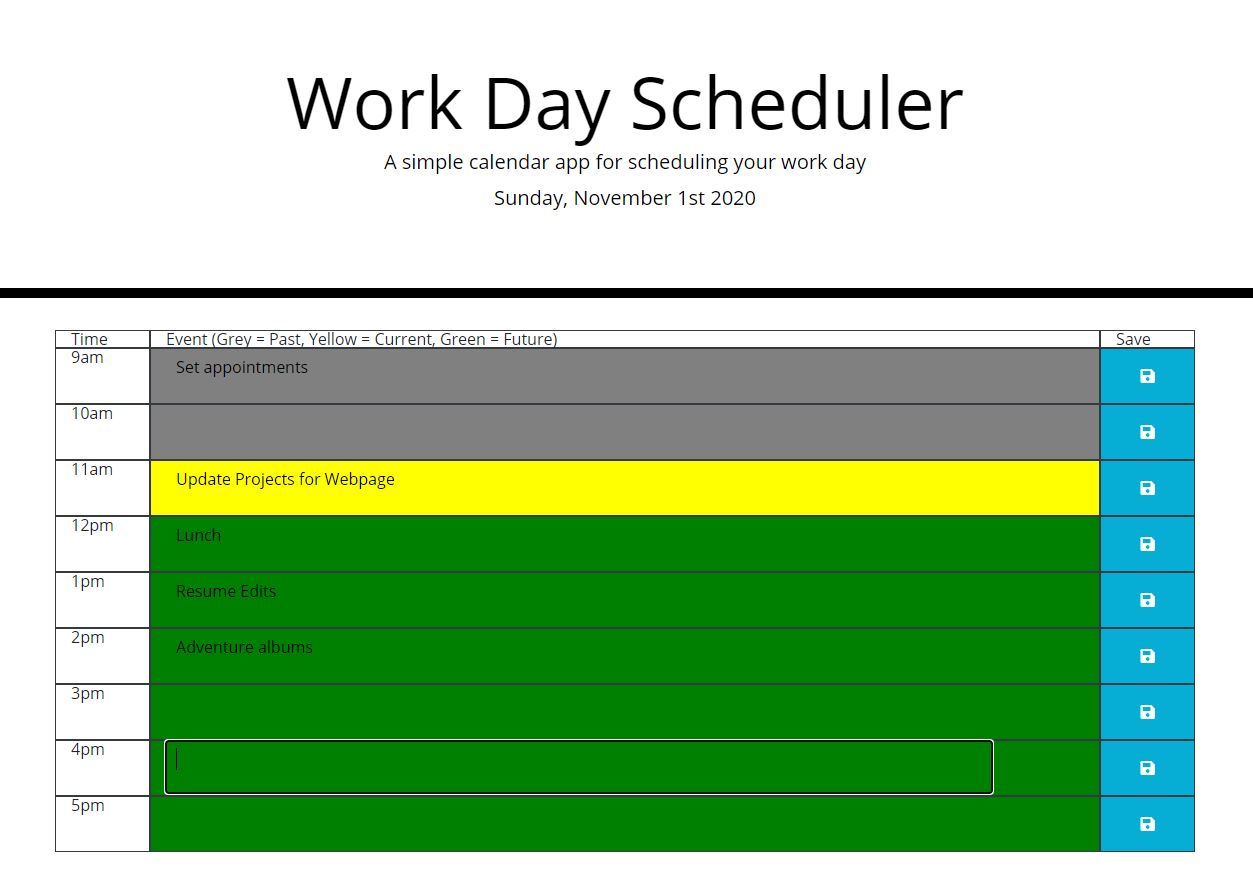 Work Day Scheduler
A simple calendar app for scheduling your work day
Sunday, November 1st 2020
Time Event (Grey = Past, Yellow = Current, Green = Future) Save
9am Set appointments
10am
11am Update Projects for Webpage
12pm Lunch
1pm Resume Edits
2pm Adventure albums
3pm
4pm
5pm